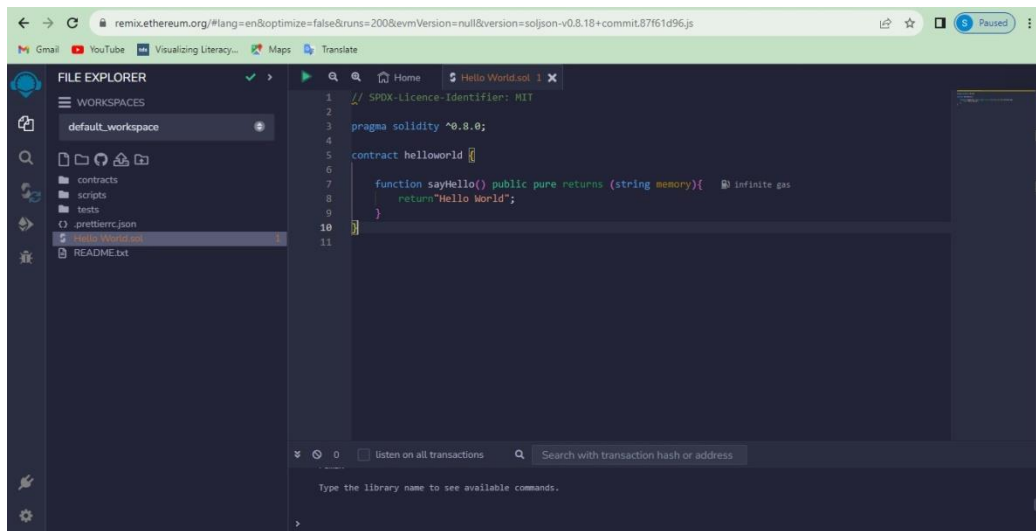 remix.ethereum.org/#lang=en&optimize=false&runs=200&evmVersion=null&version=soljson-v0.8.18+commit.87f61d96.js
S Paused
Gmail YouTube Visualizing Literacy... Maps Translate
FILE EXPLORER
WORKSPACES
default_workspace
contracts
scripts
tests
.prettierrc.json
Hello World.sol 1
README.txt
Home Hello World.sol 1
1 // SPDX-Licence-Identifier: MIT
2
3 pragma solidity ^0.8.0;
4
5 contract helloworld {
6
7 function sayHello() public pure returns (string memory){ infinite gas
8 return"Hello World";
9 }
10 }
11
0 listen on all transactions Search with transaction hash or address
Type the library name to see available commands.
>